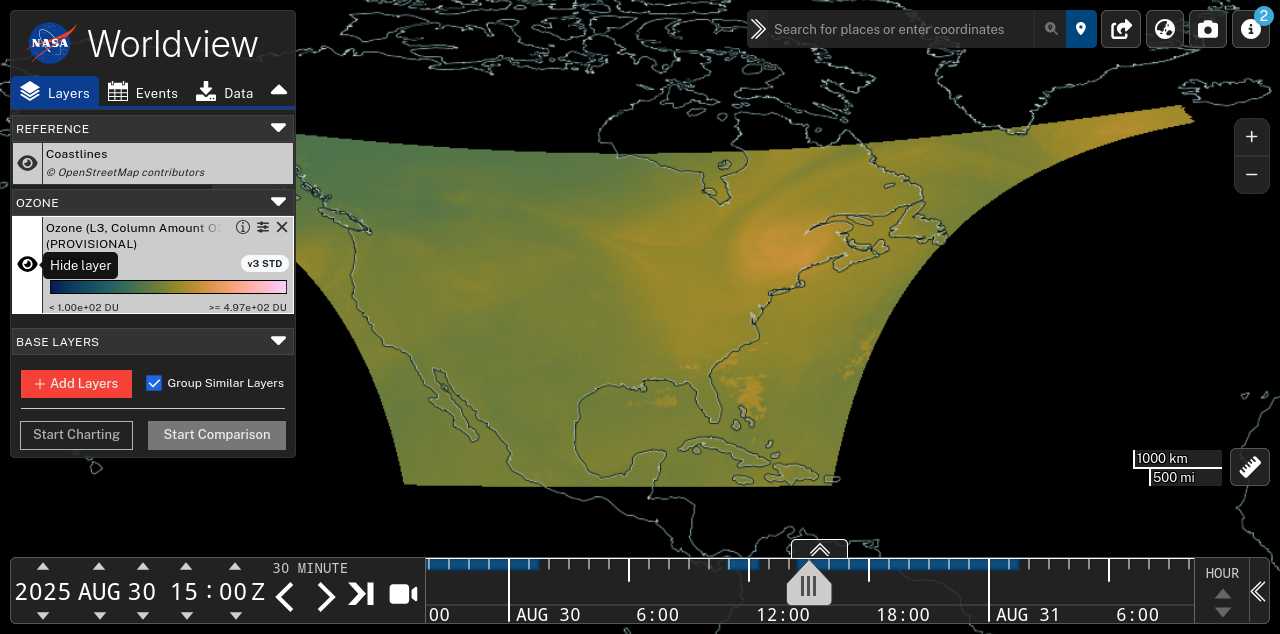 NASA
Worldview
Layers
Events
Data
REFERENCE
Coastlines
© OpenStreetMap contributors
OZONE
Ozone (L3, Column Amount
(PROVISIONAL)
Hide layer
v3 STD
< 1.00e+02 DU
>= 4.97e+02 DU
BASE LAYERS
+ Add Layers
Group Similar Layers
Start Charting
Start Comparison
Search for places or enter coordinates
2
+
−
1000 km
500 mi
2025 AUG 30 15 : 00 Z
30 MINUTE
00
AUG 30
6:00
12:00
18:00
AUG 31
6:00
HOUR